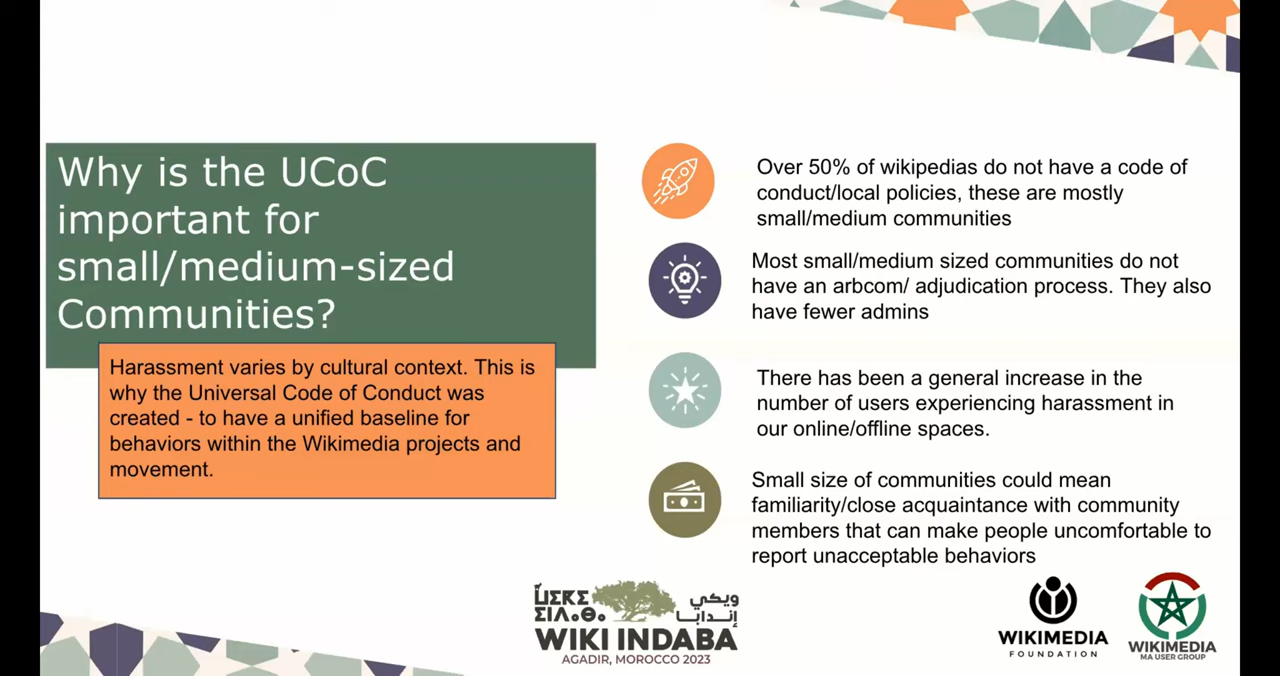 Why is the UCoC
important for
small/medium-sized
Communities?
Harassment varies by cultural context. This is
why the Universal Code of Conduct was
created - to have a unified baseline for
behaviors within the Wikimedia projects and
movement.
Over 50% of wikipedias do not have a code of
conduct/local policies, these are mostly
small/medium communities
Most small/medium sized communities do not
have an arbcom/ adjudication process. They also
have fewer admins
There has been a general increase in the
number of users experiencing harassment in
our online/offline spaces.
Small size of communities could mean
familiarity/close acquaintance with community
members that can make people uncomfortable to
report unacceptable behaviors
ويكي
إندابا
WIKI INDABA
AGADIR, MOROCCO 2023
WIKIMEDIA
FOUNDATION
WIKIMEDIA
MA USER GROUP